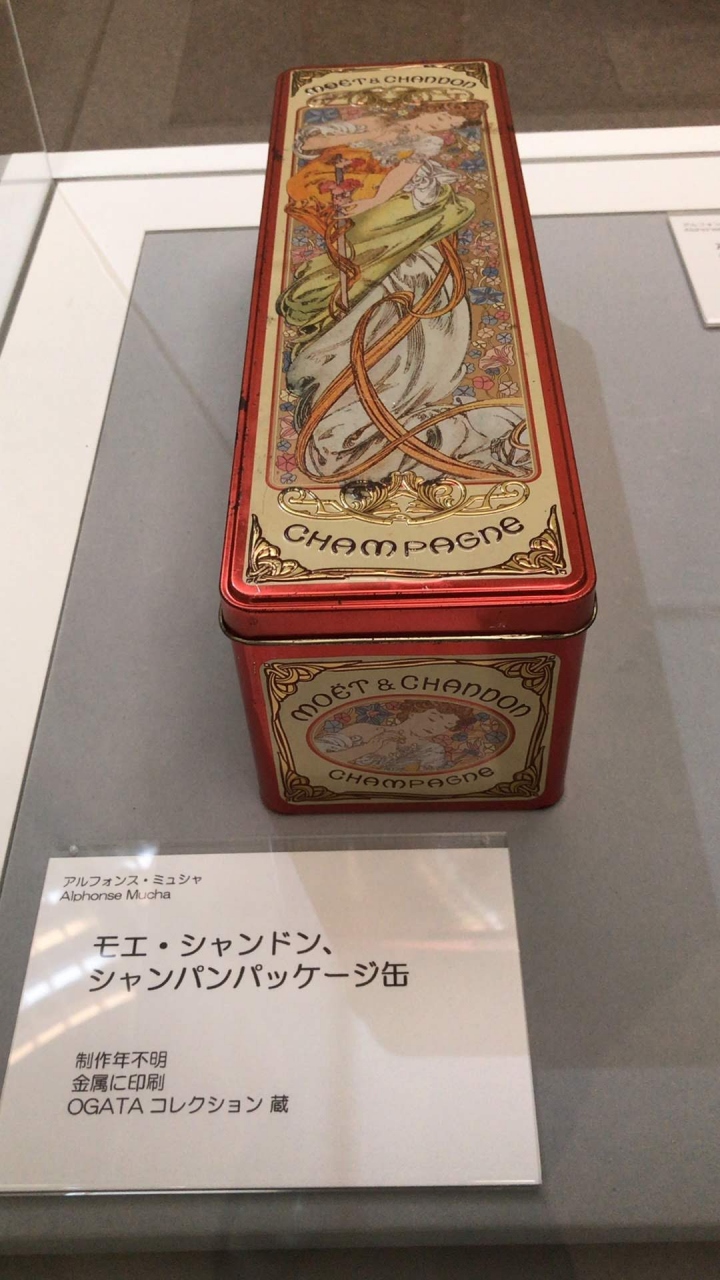 MOËT & CHANDON
CHAMPAGNE
MOËT & CHANDON
CHAMPAGNE
アルフォンス・ミュシャ
Alphonse Mucha
モエ・シャンドン、
シャンパンパッケージ缶
制作年不明
金属に印刷
OGATA コレクション 蔵